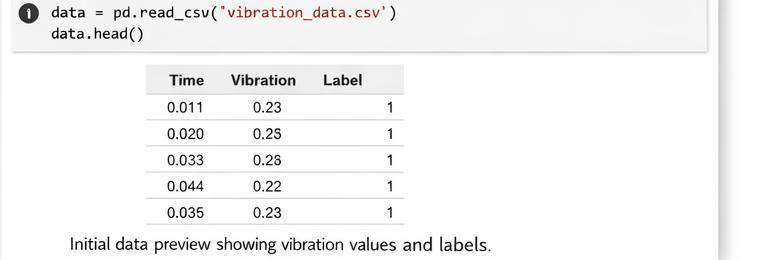 data = pd.read_csv('vibration_data.csv')
data.head()
Time Vibration Label
0.011 0.23 1
0.020 0.25 1
0.033 0.26 1
0.044 0.22 1
0.035 0.23 1
Initial data preview showing vibration values and labels.